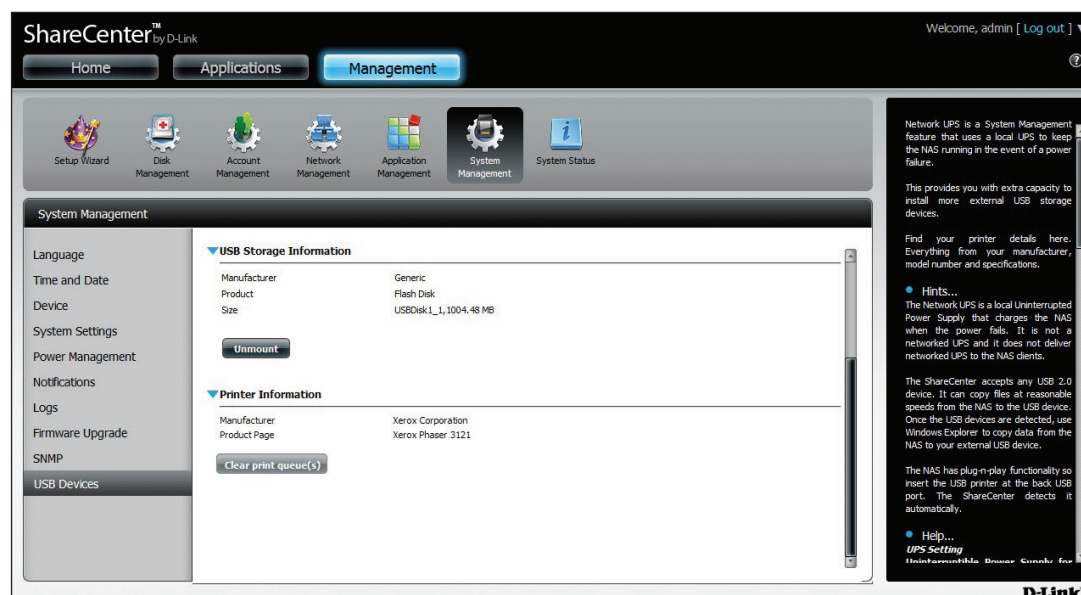 ShareCenter™ by D-Link
Welcome, admin [ Log out ]
Home
Applications
Management
Setup Wizard
Disk
Management
Account
Management
Network
Management
Application
Management
System
Management
System Status
System Management
Language
Time and Date
Device
System Settings
Power Management
Notifications
Logs
Firmware Upgrade
SNMP
USB Devices
USB Storage Information
Manufacturer Generic
Product Flash Disk
Size USBDisk1_1,1004.48 MB
Unmount
Printer Information
Manufacturer Xerox Corporation
Product Page Xerox Phaser 3121
Clear print queue(s)
Network UPS is a System Management
feature that uses a local UPS to keep
the NAS running in the event of a power
failure.
This provides you with extra capacity to
install more external USB storage
devices.
Find your printer details here.
Everything from your manufacturer,
model number and specifications.
Hints...
The Network UPS is a local Uninterrupted
Power Supply that charges the NAS
when the power fails. It is not a
networked UPS and it does not deliver
networked UPS to the NAS clients.
The ShareCenter accepts any USB 2.0
device. It can copy files at reasonable
speeds from the NAS to the USB device.
Once the USB devices are detected, use
Windows Explorer to copy data from the
NAS to your external USB device.
The NAS has plug-n-play functionality so
insert the USB printer at the back USB
port. The ShareCenter detects it
automatically.
Help...
UPS Setting
Uninterruptible Power Supply for
D-Link